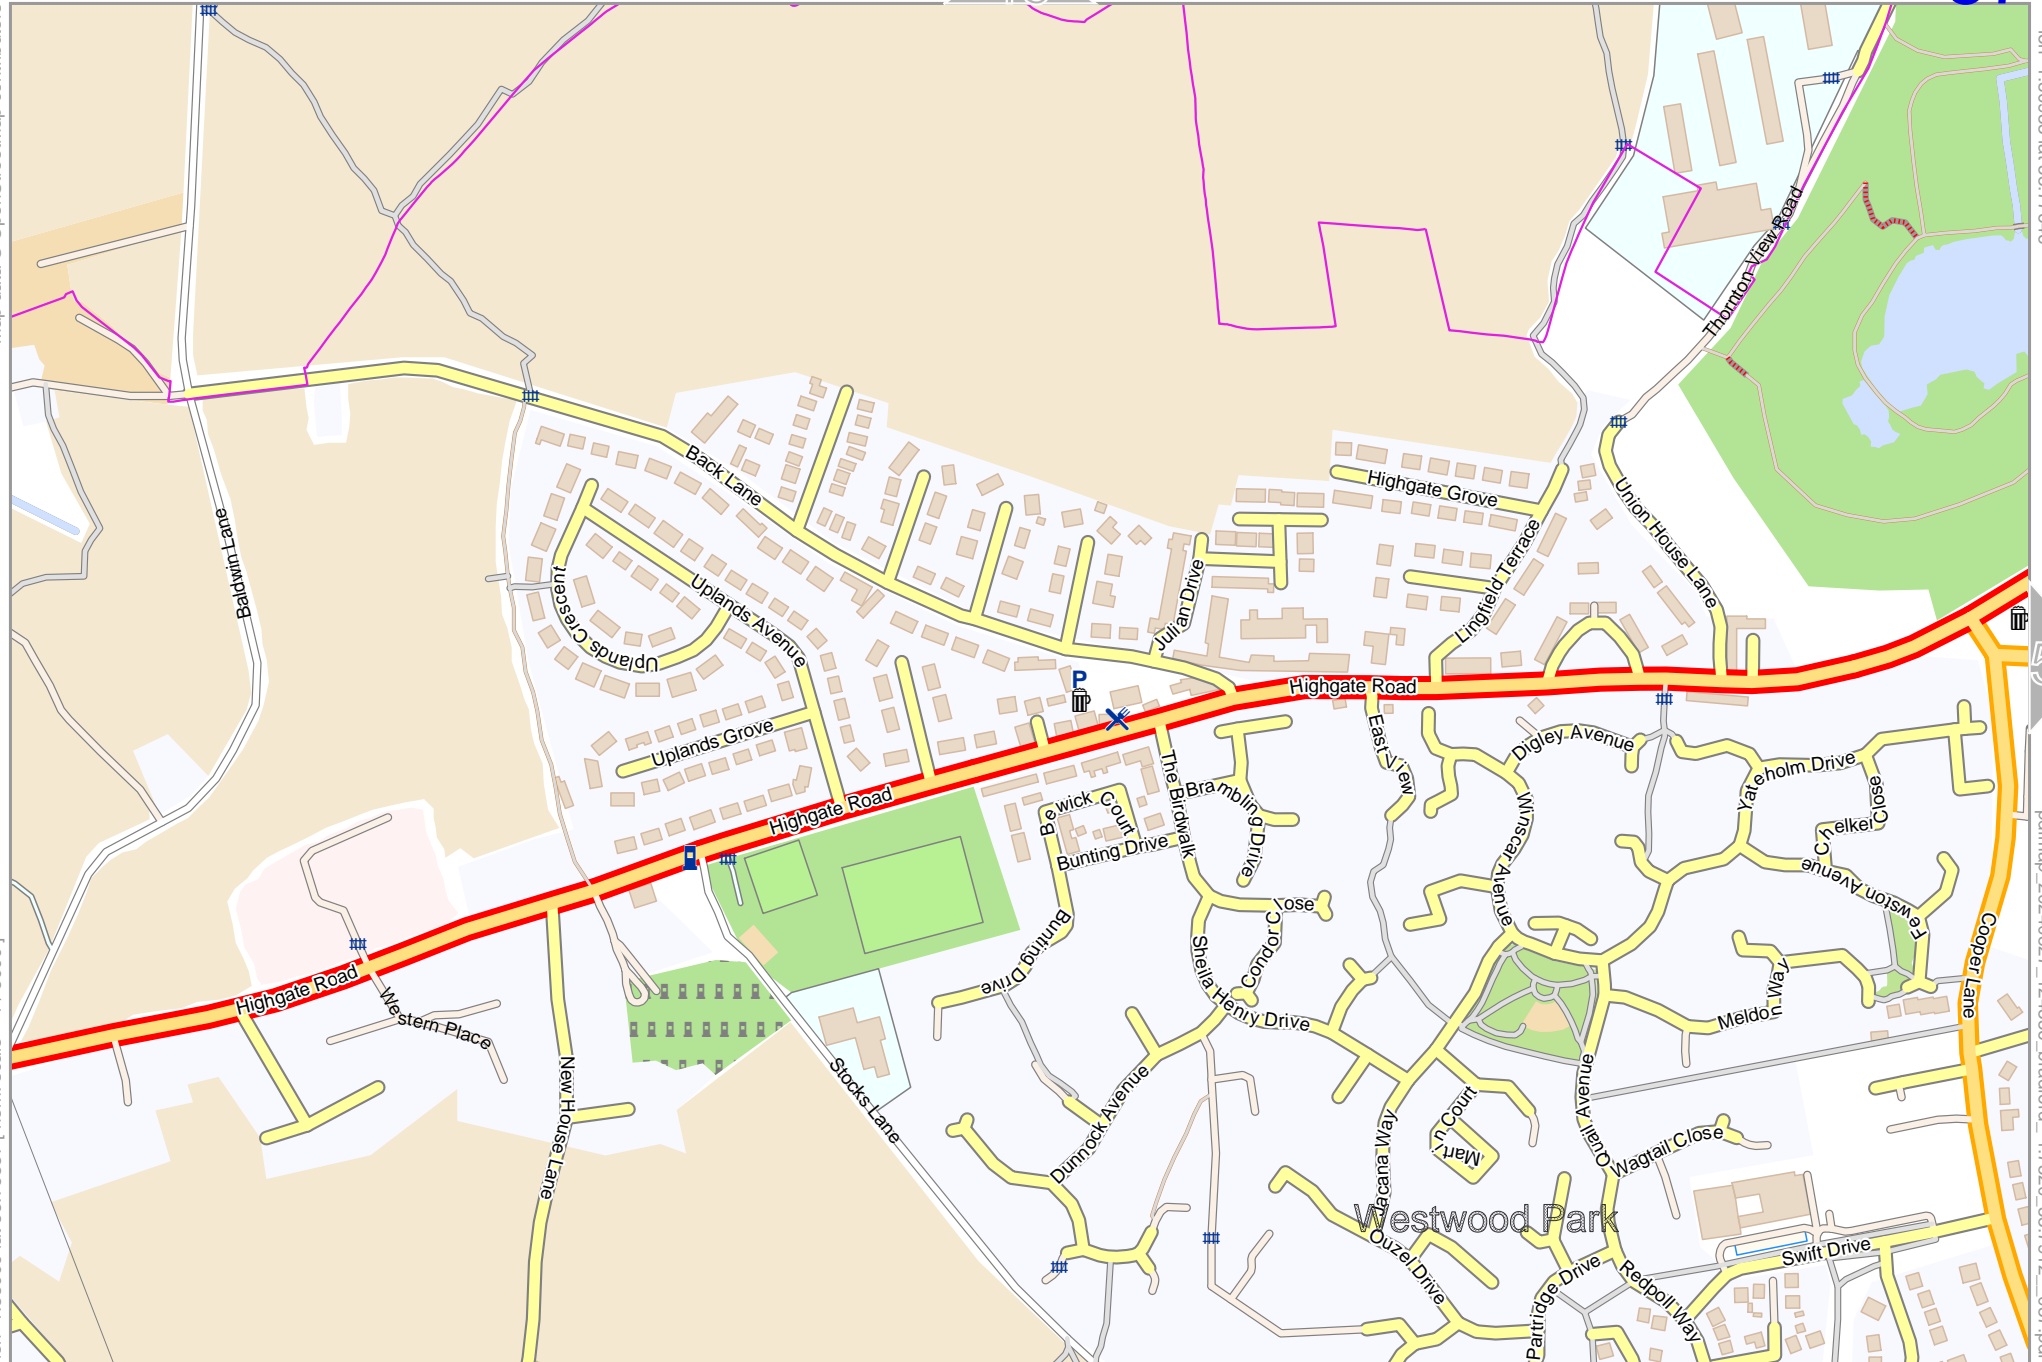 Thornton View Road
Back Lane
Highgate Grove
Union House Lane
Baldwin Lane
Uplands Crescent
Uplands Avenue
Julian Drive
Lingfield Terrace
P
Highgate Road
Uplands Grove
East View
Digley Avenue
The Birdwalk
Yateholm Drive
Highgate Road
Bewick Court
Brambling Drive
Winscar Avenue
Chelker Close
Bunting Drive
Fewston Avenue
Condor Close
Bunting Drive
Cooper Lane
Sheila Henry Drive
Highgate Road
Western Place
Meldon Way
New House Lane
Stocks Lane
Dunnock Avenue
Quail Avenue
Martin Court
Jacana Way
Wagtail Close
Westwood Park
Ouzel Drive
Swift Drive
Partridge Drive
Redpoll Way